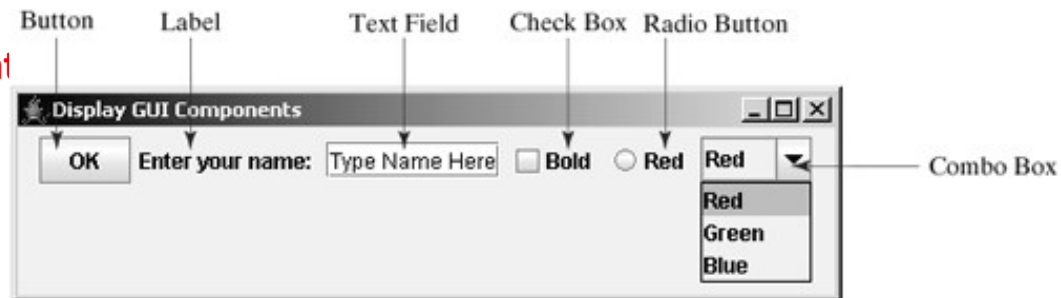 Button Label Text Field Check Box Radio Button
nt
Display GUI Components
OK Enter your name: Type Name Here Bold Red Red Combo Box
Red
Green
Blue